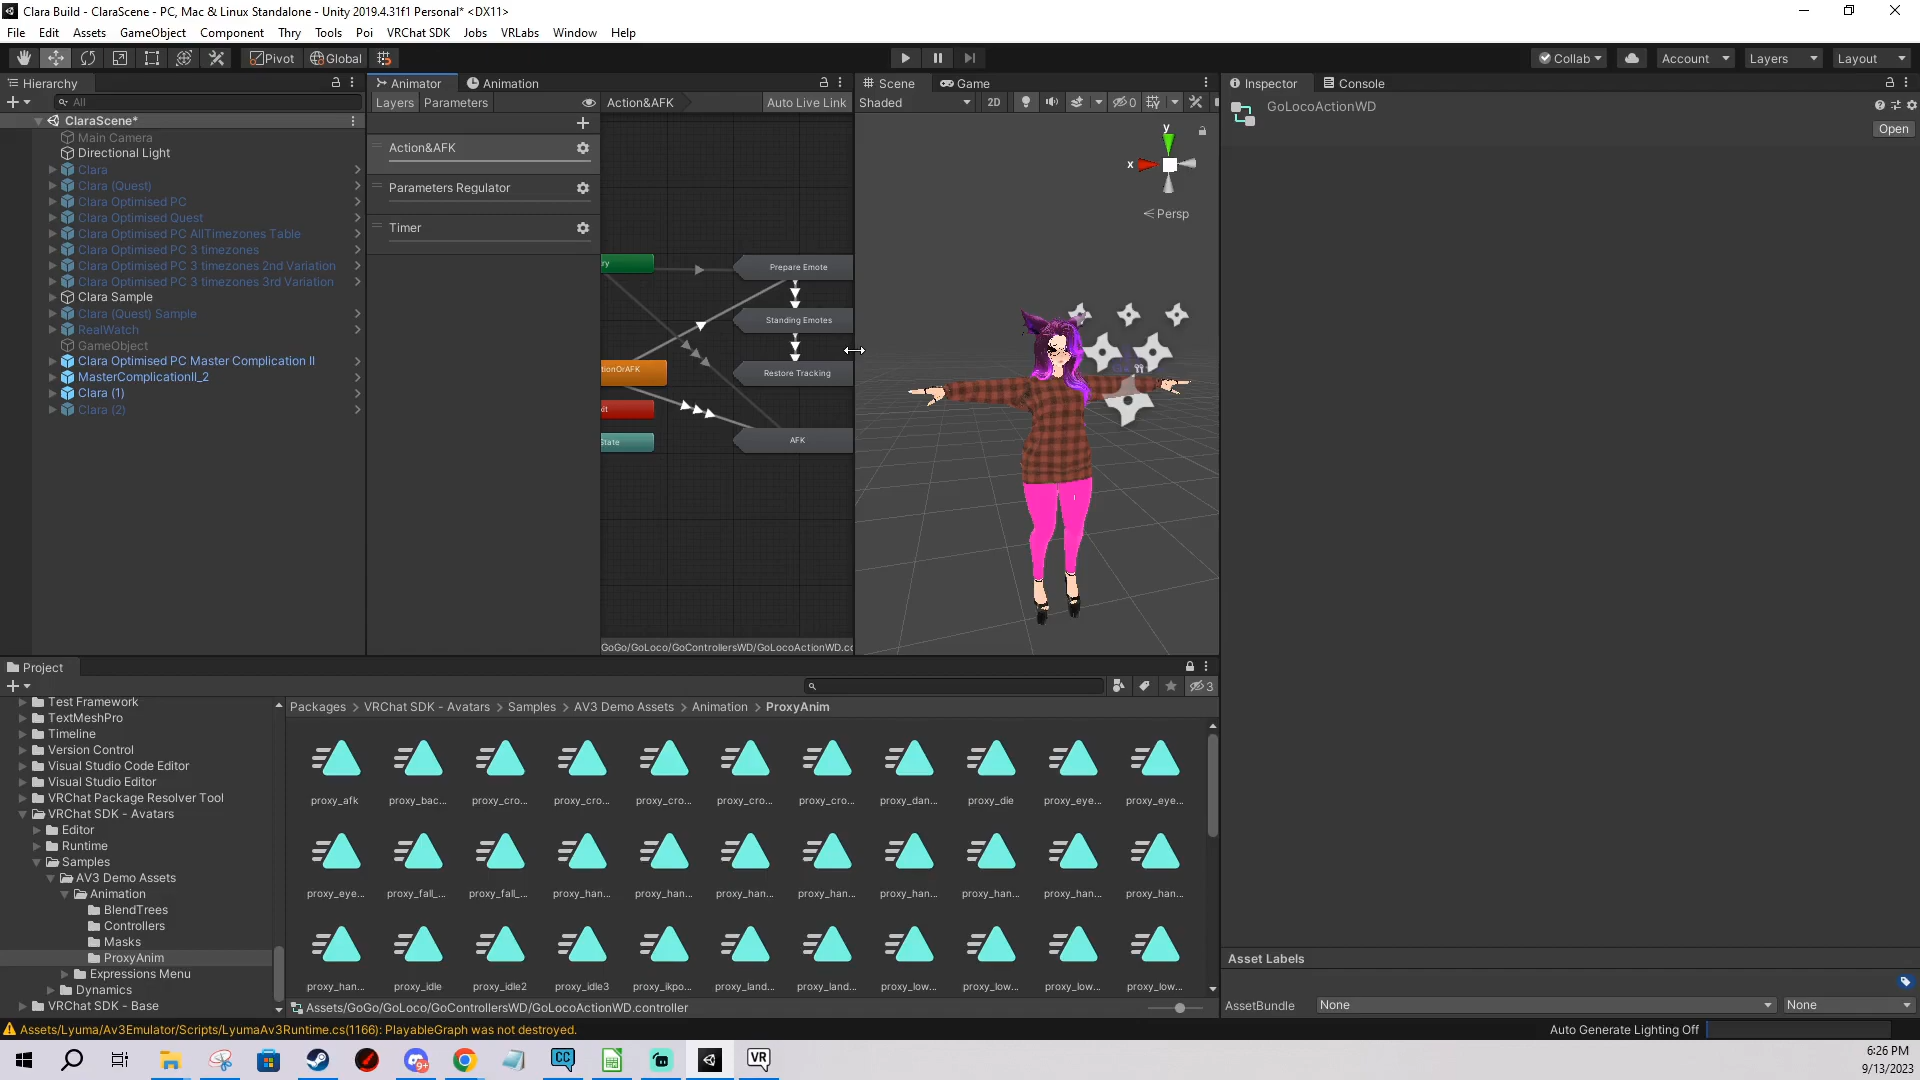 Clara Build - ClaraScene - PC, Mac & Linux Standalone - Unity 2019.4.31f1 Personal* <DX11>
File Edit Assets GameObject Component Thry Tools Poi VRChat SDK Jobs VRLabs Window Help
Pivot Global Collab Account Layers Layout
Hierarchy
All
ClaraScene*
Main Camera
Directional Light
Clara
Clara (Quest)
Clara Optimised PC
Clara Optimised Quest
Clara Optimised PC AllTimezones Table
Clara Optimised PC 3 timezones
Clara Optimised PC 3 timezones 2nd Variation
Clara Optimised PC 3 timezones 3rd Variation
Clara Sample
Clara (Quest) Sample
RealWatch
GameObject
Clara Optimised PC Master Complication II
MasterComplicationII_2
Clara (1)
Clara (2)
Animator Animation
Layers Parameters Action&AFK Auto Live Link
Action&AFK
Parameters Regulator
Timer
ry
Prepare Emote
Standing Emotes
tionOrAFK
Restore Tracking
it
State
AFK
GoGo/GoLoco/GoControllersWD/GoLocoActionWD.co
Scene Game
Shaded 2D 0
y
x
Persp
Inspector Console
GoLocoActionWD
Open
Asset Labels
AssetBundle None None
Project
3
Test Framework
TextMeshPro
Timeline
Version Control
Visual Studio Code Editor
Visual Studio Editor
VRChat Package Resolver Tool
VRChat SDK - Avatars
Editor
Runtime
Samples
AV3 Demo Assets
Animation
BlendTrees
Controllers
Masks
ProxyAnim
Expressions Menu
Dynamics
VRChat SDK - Base
Packages > VRChat SDK - Avatars > Samples > AV3 Demo Assets > Animation > ProxyAnim
proxy_afk proxy_bac... proxy_cro... proxy_cro... proxy_cro... proxy_cro... proxy_cro... proxy_dan... proxy_die proxy_eye... proxy_eye...
proxy_eye... proxy_fall_... proxy_fall_... proxy_han... proxy_han... proxy_han... proxy_han... proxy_han... proxy_han... proxy_han... proxy_han...
proxy_han... proxy_idle proxy_idle2 proxy_idle3 proxy_ikpo... proxy_land... proxy_land... proxy_low... proxy_low... proxy_low... proxy_low...
Assets/GoGo/GoLoco/GoControllersWD/GoLocoActionWD.controller
Assets/Lyuma/Av3Emulator/Scripts/LyumaAv3Runtime.cs(1166): PlayableGraph was not destroyed.
Auto Generate Lighting Off
CC
VR
6:26 PM
9/13/2023